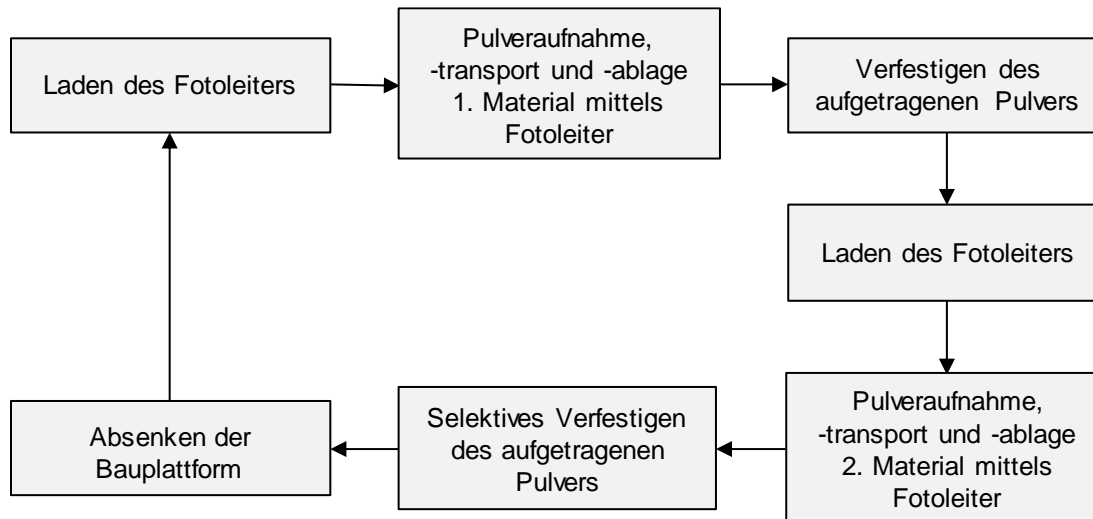 Laden des Fotoleiters
Pulveraufnahme,
-transport und -ablage
1. Material mittels
Fotoleiter
Verfestigen des
aufgetragenen Pulvers
Laden des Fotoleiters
Pulveraufnahme,
-transport und -ablage
2. Material mittels
Fotoleiter
Selektives Verfestigen
des aufgetragenen
Pulvers
Absenken der
Bauplattform